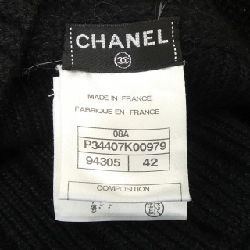 CHANEL
MADE IN FRANCE
FABRIQUE EN FRANCE
08A
P34407K00979
94305 42
COMPOSITION